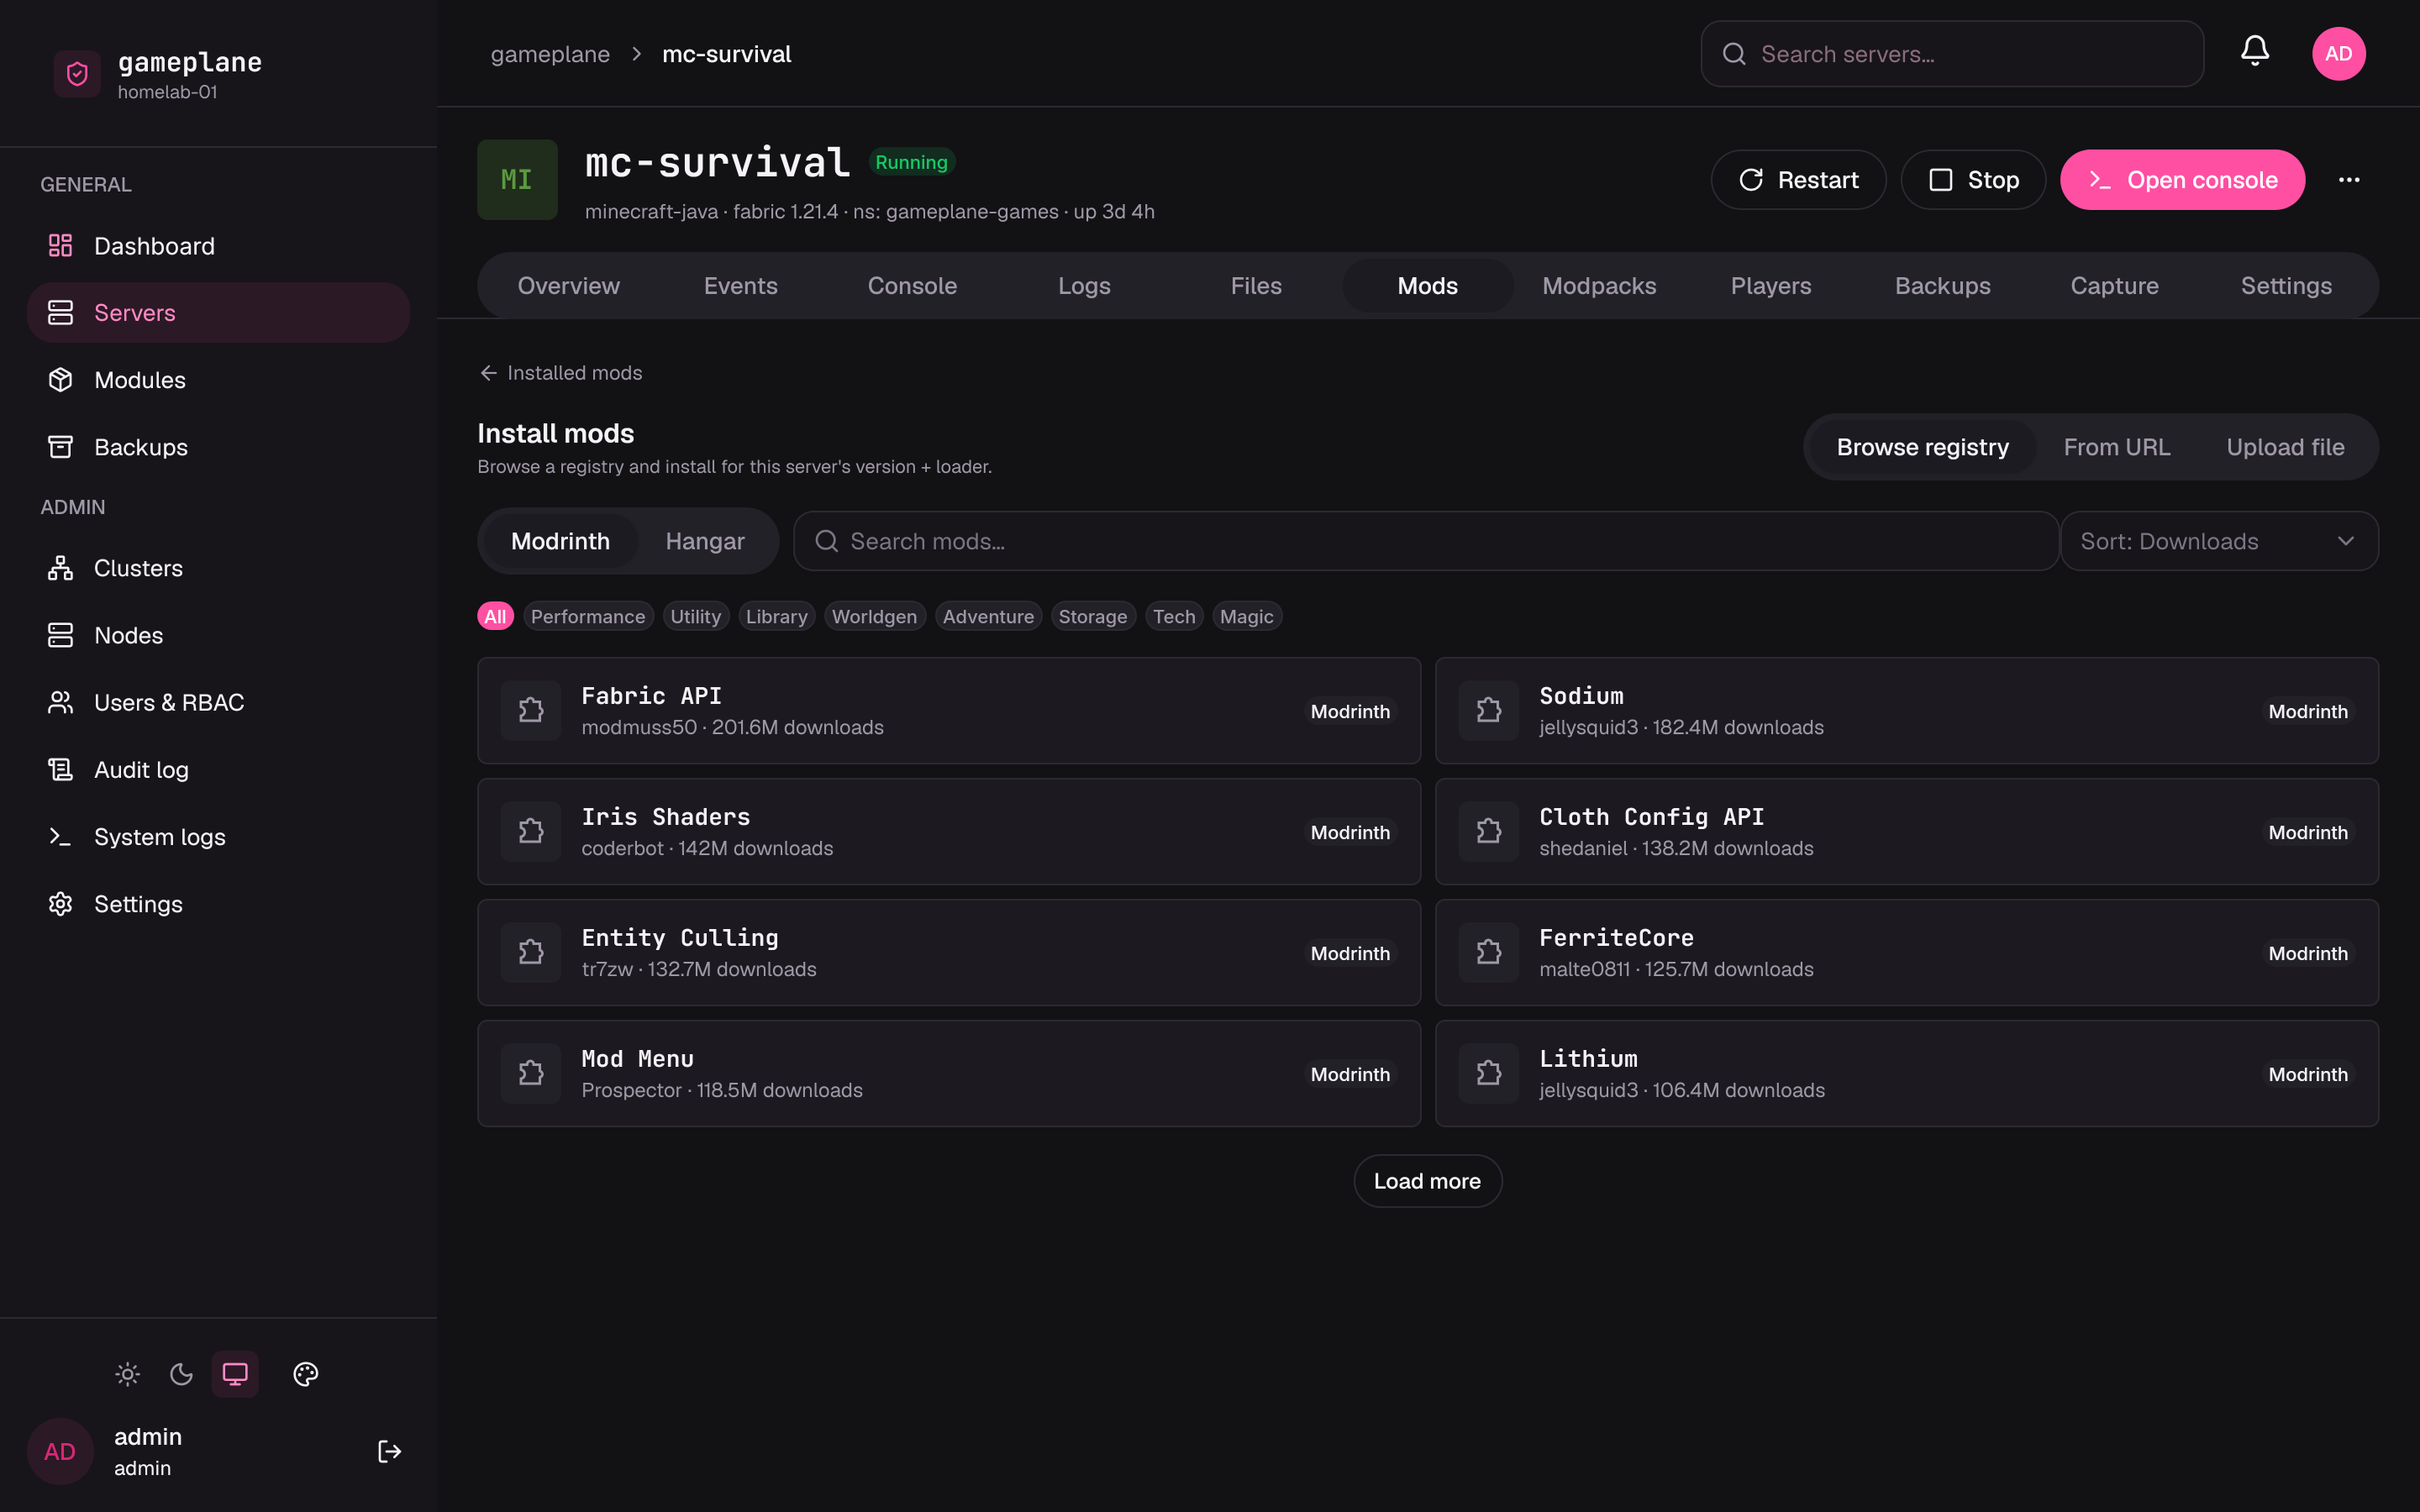 gameplane
homelab-01
GENERAL
Dashboard
Servers
Modules
Backups
ADMIN
Clusters
Nodes
Users & RBAC
Audit log
System logs
Settings
AD
admin
admin
gameplane
mc-survival
Search servers...
AD
MI
mc-survival
Running
minecraft-java · fabric 1.21.4 · ns: gameplane-games · up 3d 4h
Restart
Stop
Open console
Overview
Events
Console
Logs
Files
Mods
Modpacks
Players
Backups
Capture
Settings
Installed mods
Install mods
Browse a registry and install for this server's version + loader.
Browse registry
From URL
Upload file
Modrinth
Hangar
Search mods...
Sort: Downloads
All
Performance
Utility
Library
Worldgen
Adventure
Storage
Tech
Magic
Fabric API
modmuss50 · 201.6M downloads
Modrinth
Sodium
jellysquid3 · 182.4M downloads
Modrinth
Iris Shaders
coderbot · 142M downloads
Modrinth
Cloth Config API
shedaniel · 138.2M downloads
Modrinth
Entity Culling
tr7zw · 132.7M downloads
Modrinth
FerriteCore
malte0811 · 125.7M downloads
Modrinth
Mod Menu
Prospector · 118.5M downloads
Modrinth
Lithium
jellysquid3 · 106.4M downloads
Modrinth
Load more